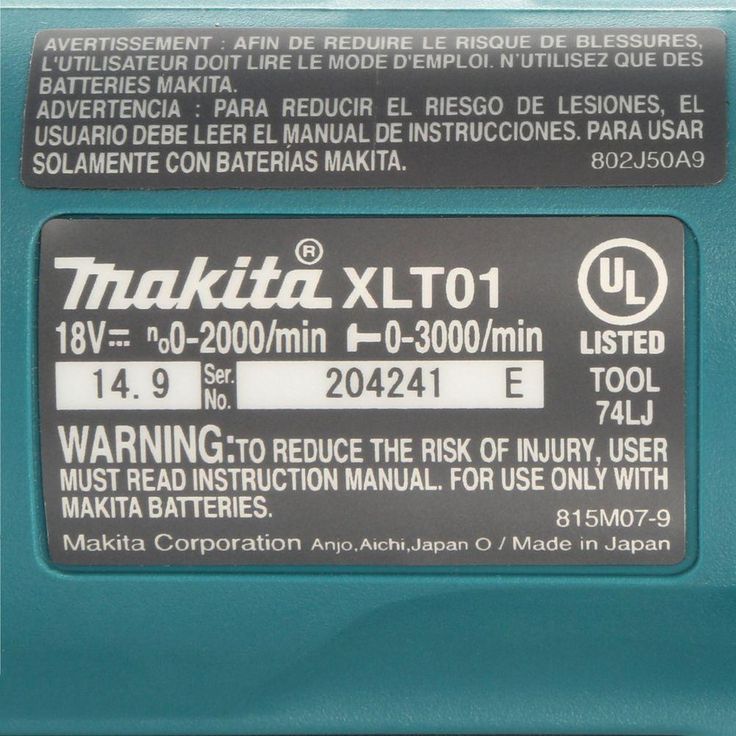 AVERTISSEMENT : AFIN DE REDUIRE LE RISQUE DE BLESSURES,
L'UTILISATEUR DOIT LIRE LE MODE D'EMPLOI. N'UTILISEZ QUE DES
BATTERIES MAKITA.
ADVERTENCIA : PARA REDUCIR EL RIESGO DE LESIONES, EL
USUARIO DEBE LEER EL MANUAL DE INSTRUCCIONES. PARA USAR
SOLAMENTE CON BATERÍAS MAKITA. 802J50A9
makita® XLT01
18V⎓ n₀0-2000/min 0-3000/min
14.9 Ser. No. 204241 E
UL
LISTED
TOOL
74LJ
WARNING: TO REDUCE THE RISK OF INJURY, USER
MUST READ INSTRUCTION MANUAL. FOR USE ONLY WITH
MAKITA BATTERIES.
815M07-9
Makita Corporation Anjo,Aichi,Japan O / Made in Japan